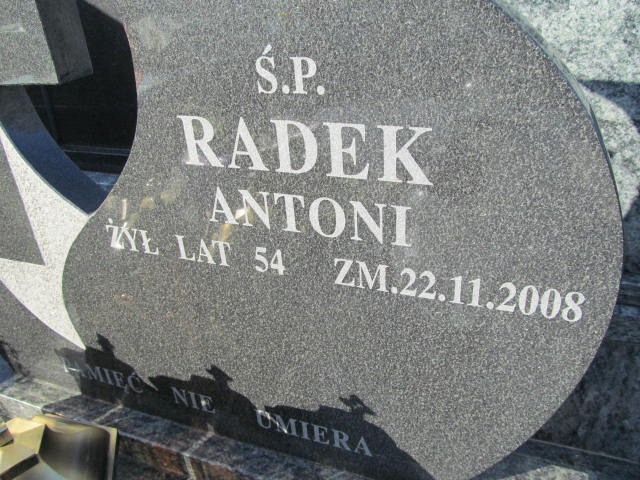 Ś.P.
RADEK
ANTONI
ŻYŁ LAT 54 ZM.22.11.2008
PAMIĘĆ NIE UMIERA